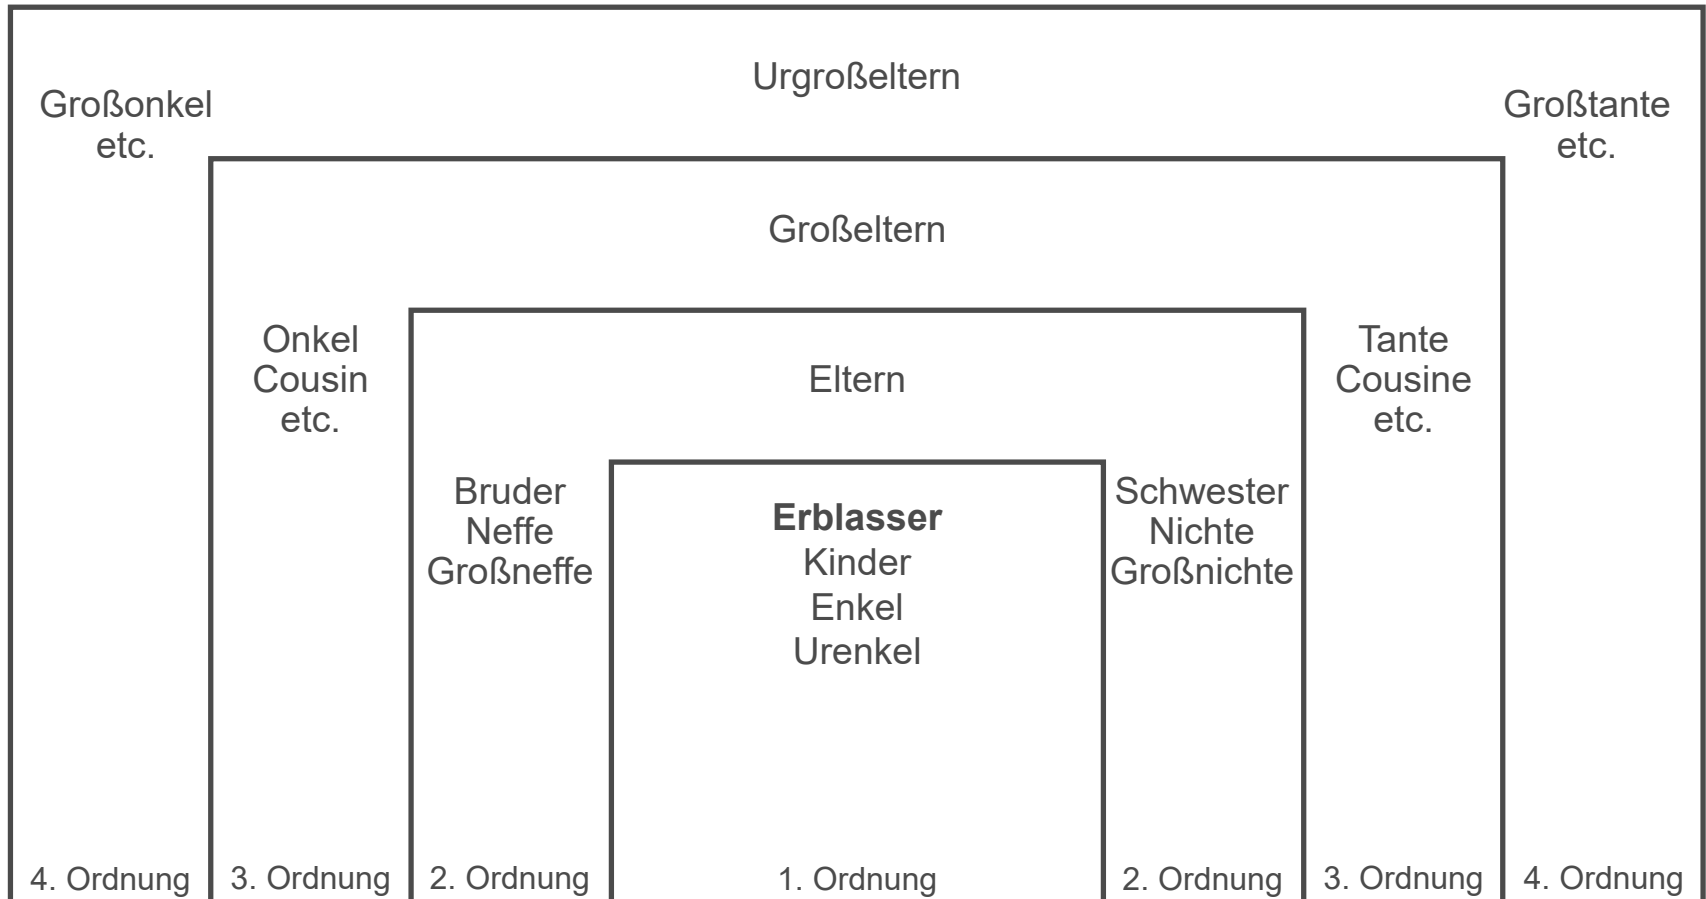 Urgroßeltern
Großonkel
etc.
Großtante
etc.
Großeltern
Onkel
Cousin
etc.
Tante
Cousine
etc.
Eltern
Bruder
Neffe
Großneffe
Schwester
Nichte
Großnichte
Erblasser
Kinder
Enkel
Urenkel
4. Ordnung
3. Ordnung
2. Ordnung
1. Ordnung
2. Ordnung
3. Ordnung
4. Ordnung